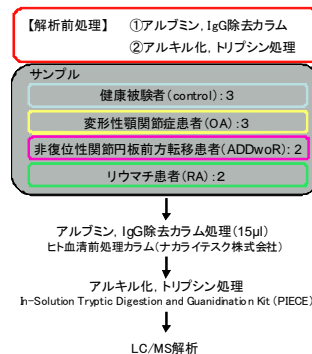 【解析前処理】 ①アルブミン, IgG除去カラム
②アルキル化, トリプシン処理
サンプル
健康被験者(control):3
変形性顎関節症患者(OA):3
非復位性関節円板前方転移患者(ADDwoR): 2
リウマチ患者(RA):2
アルブミン, IgG除去カラム処理(15μl)
ヒト血清前処理カラム(ナカライテスク株式会社)
アルキル化, トリプシン処理
In-Solution Tryptic Digestion and Guanidination Kit (PIECE)
LC/MS解析